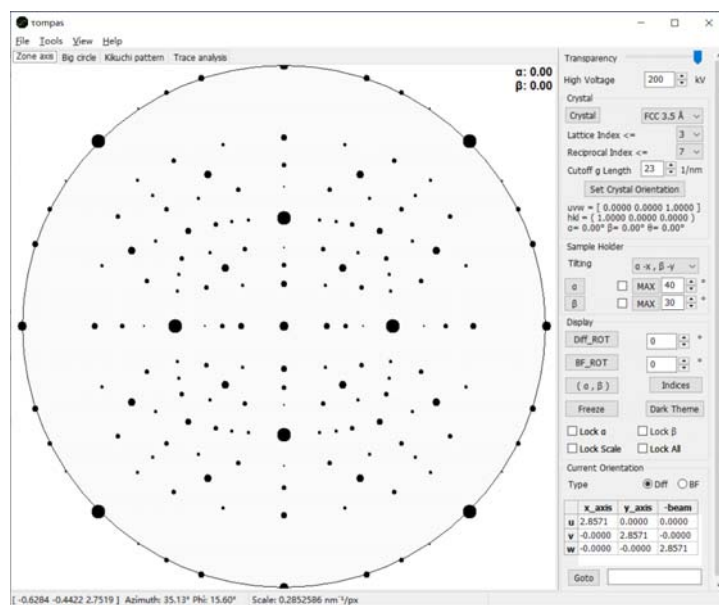 τompas
File Tools View Help
Zone axis Big circle Kikuchi pattern Trace analysis
α: 0.00
β: 0.00
Transparency
High Voltage 200 kV
Crystal
Crystal FCC 3.5 Å
Lattice Index <= 3
Reciprocal Index <= 7
Cutoff g Length 23 1/nm
Set Crystal Orientation
uvw = [ 0.0000 0.0000 1.0000 ]
hkl = ( 1.0000 0.0000 0.0000 )
α= 0.00° β= 0.00° θ= 0.00°
Sample Holder
Tilting α -x , β -y
α MAX 40 °
β MAX 30 °
Display
Diff_ROT 0 °
BF_ROT 0 °
( α , β ) Indices
Freeze Dark Theme
Lock α Lock β
Lock Scale Lock All
Current Orientation
Type Diff BF
x_axis y_axis -beam
u 2.8571 0.0000 0.0000
v -0.0000 2.8571 -0.0000
w -0.0000 -0.0000 2.8571
Goto
[ -0.6284 -0.4422 2.7519 ] Azimuth: 35.13° Phi: 15.60° Scale: 0.2852586 nm⁻¹/px